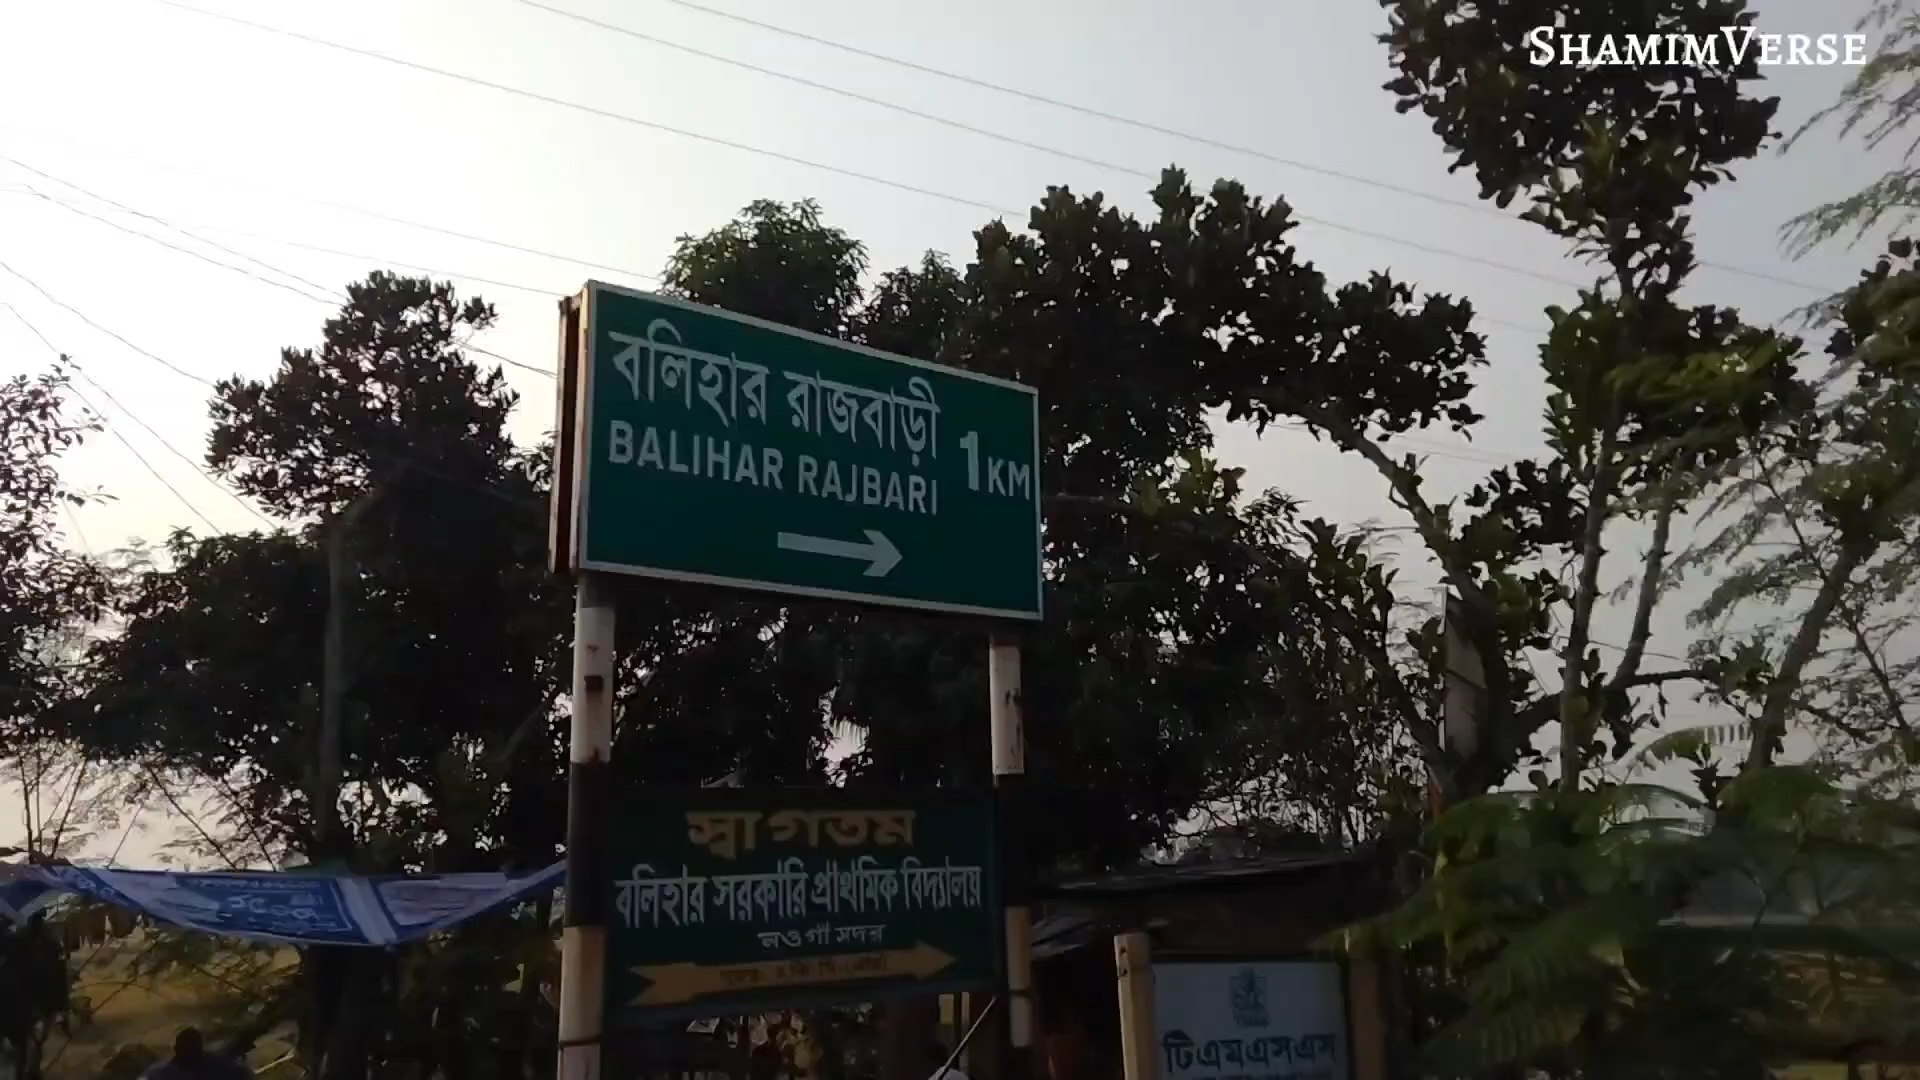 SHAMIMVERSE
বলিহার রাজবাড়ী
BALIHAR RAJBARI
1 KM
স্বাগতম
বলিহার সরকারি প্রাথমিক বিদ্যালয়
নওগাঁ সদর
টিএমএসএস